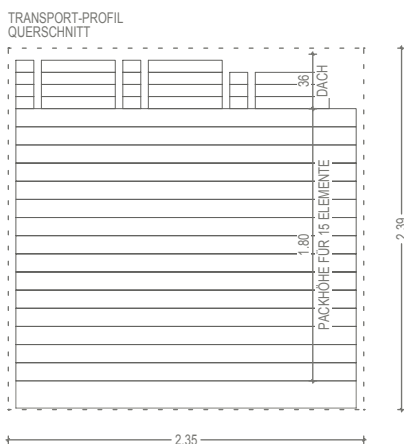 TRANSPORT-PROFIL
QUERSCHNITT
36
DACH
1.80
PACKHÖHE FÜR 15 ELEMENTE
2.39
2.35